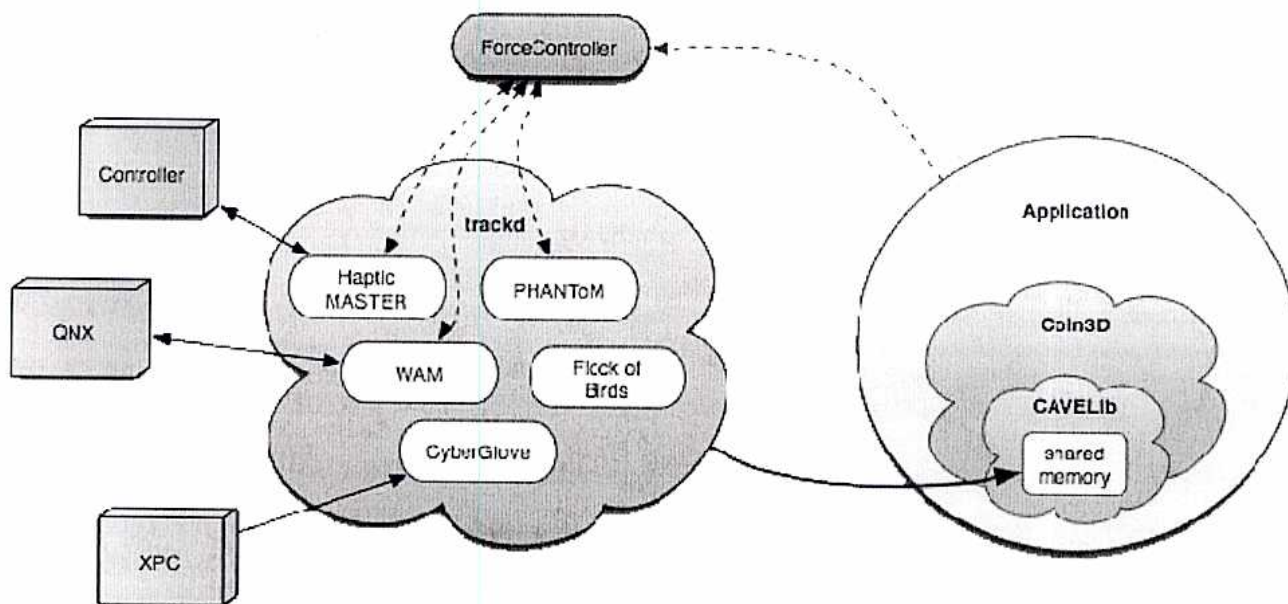 ForceController
Controller
trackd
Application
Haptic
MASTER
PHANToM
QNX
Coin3D
WAM
Flock of
Birds
CAVELib
shared
memory
CyberGlove
XPC